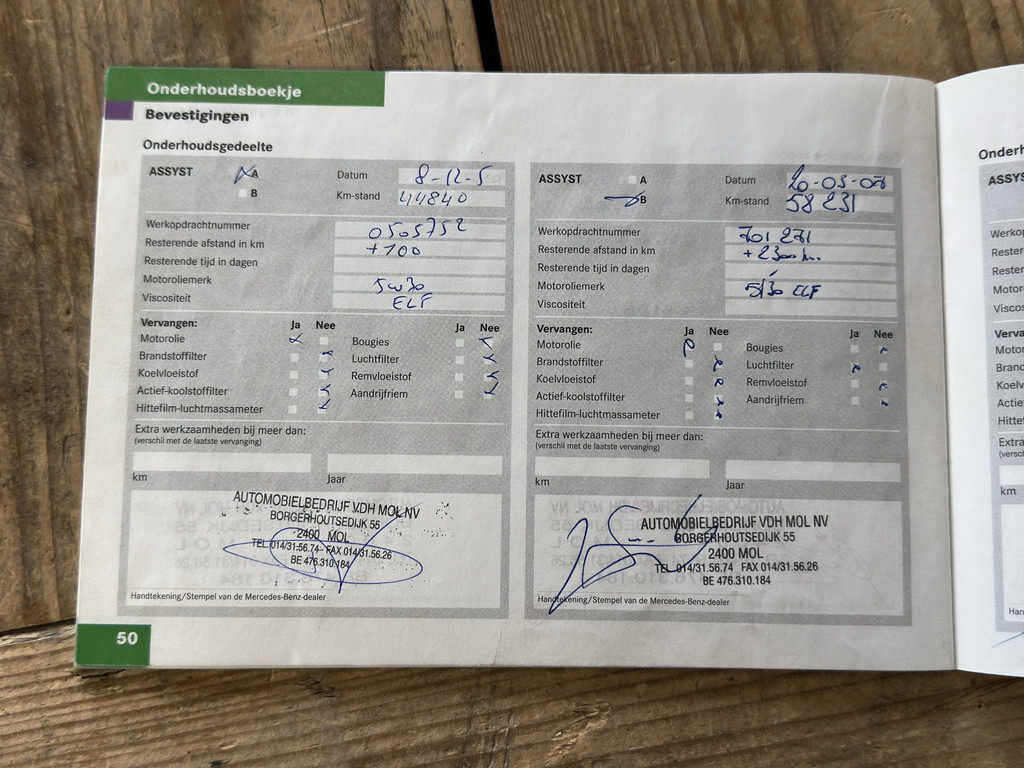 Onderhoudsboekje
Bevestigingen
Onderhoudsgedeelte
ASSYST A
B
Datum 8-12-5
Km-stand 44840
Werkopdrachtnummer 0505752
Resterende afstand in km +100
Resterende tijd in dagen
Motoroliemerk 5w30
Viscositeit ELF
Vervangen: Ja Nee Ja Nee
Motorolie Bougies
Brandstoffilter Luchtfilter
Koelvloeistof Remvloeistof
Actief-koolstoffilter Aandrijfriem
Hittefilm-luchtmassameter
Extra werkzaamheden bij meer dan:
(verschil met de laatste vervanging)
km Jaar
AUTOMOBIELBEDRIJF VDH MOL NV
BORGERHOUTSEDIJK 55
2400 MOL
TEL 014/31.56.74 - FAX 014/31.56.26
BE 476.310.184
Handtekening/Stempel van de Mercedes-Benz-dealer
50
ASSYST A
B
Datum
Km-stand 58231
Werkopdrachtnummer 701271
Resterende afstand in km +2300 km.
Resterende tijd in dagen
Motoroliemerk 5/30 ELF
Viscositeit
Vervangen: Ja Nee Ja Nee
Motorolie Bougies
Brandstoffilter Luchtfilter
Koelvloeistof Remvloeistof
Actief-koolstoffilter Aandrijfriem
Hittefilm-luchtmassameter
Extra werkzaamheden bij meer dan:
(verschil met de laatste vervanging)
km Jaar
AUTOMOBIELBEDRIJF VDH MOL NV
BORGERHOUTSEDIJK 55
2400 MOL
TEL 014/31.56.74 FAX 014/31.56.26
BE 476.310.184
Handtekening/Stempel van de Mercedes-Benz-dealer